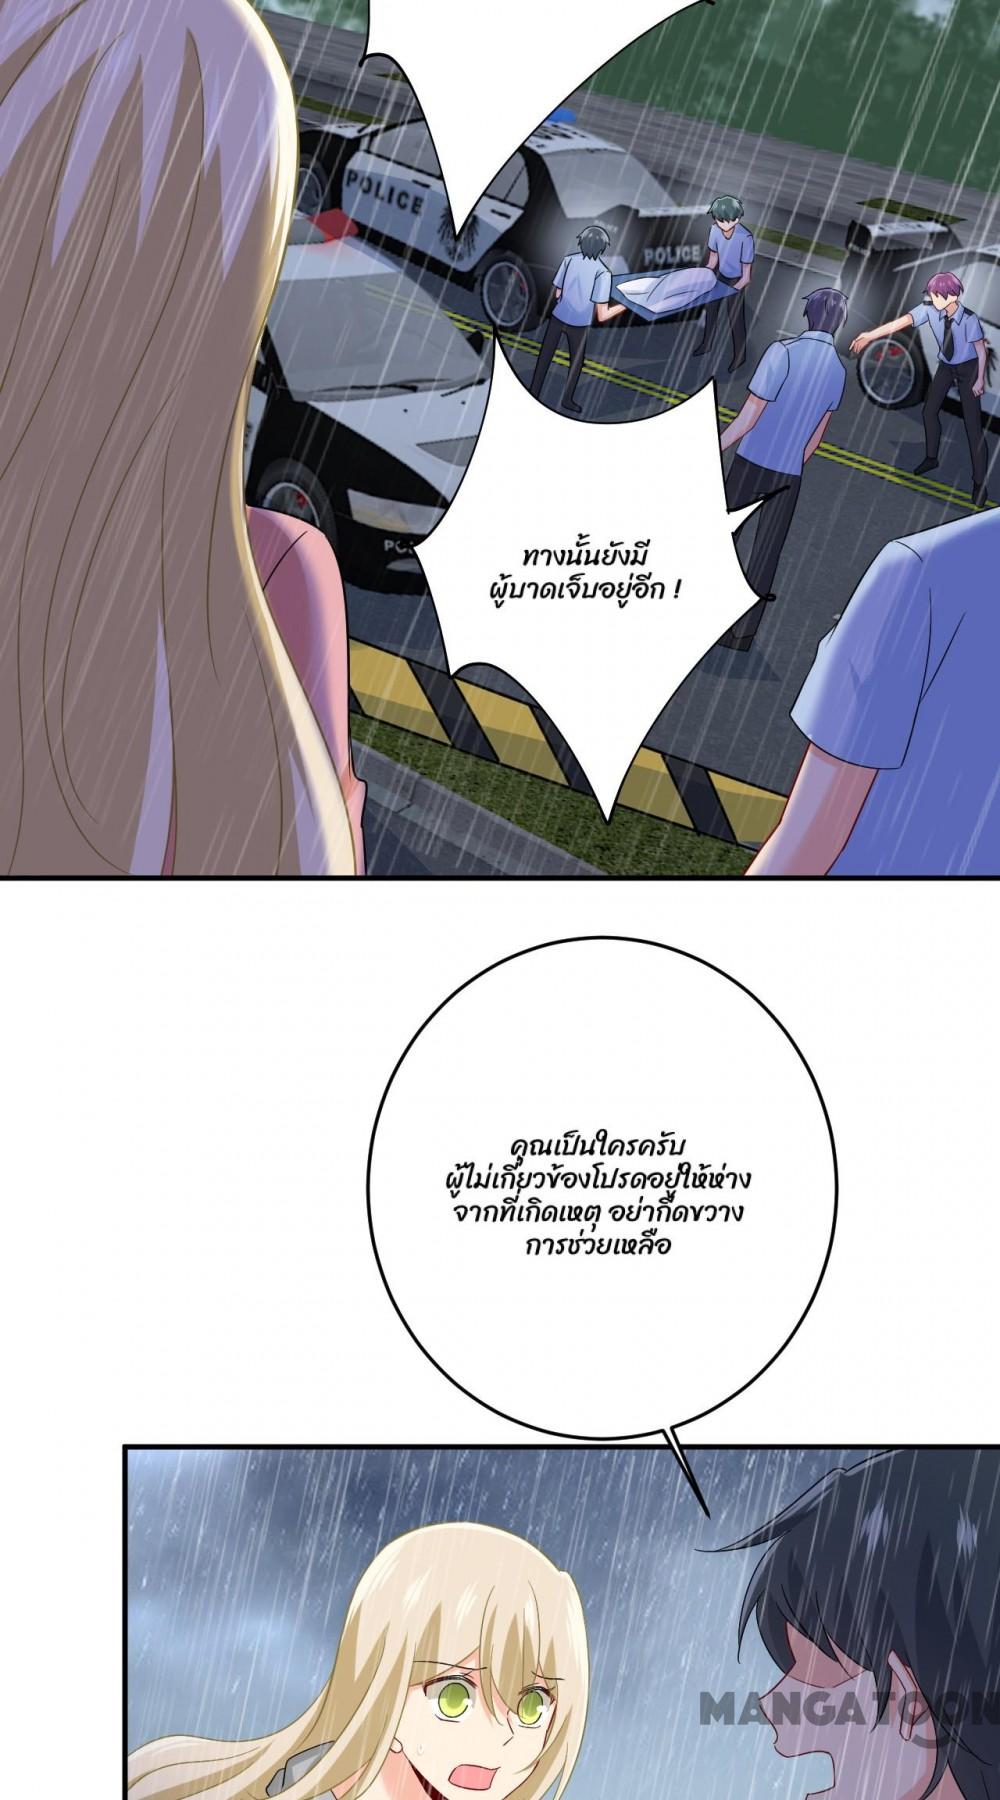 POLICE
POLICE
ทางนั้นยังมี
ผู้บาดเจ็บอยู่อีก !
คุณเป็นใครครับ
ผู้ไม่เกี่ยวข้องโปรดอยู่ให้ห่าง
จากที่เกิดเหตุ อย่ากีดขวาง
การช่วยเหลือ
MANGATOON